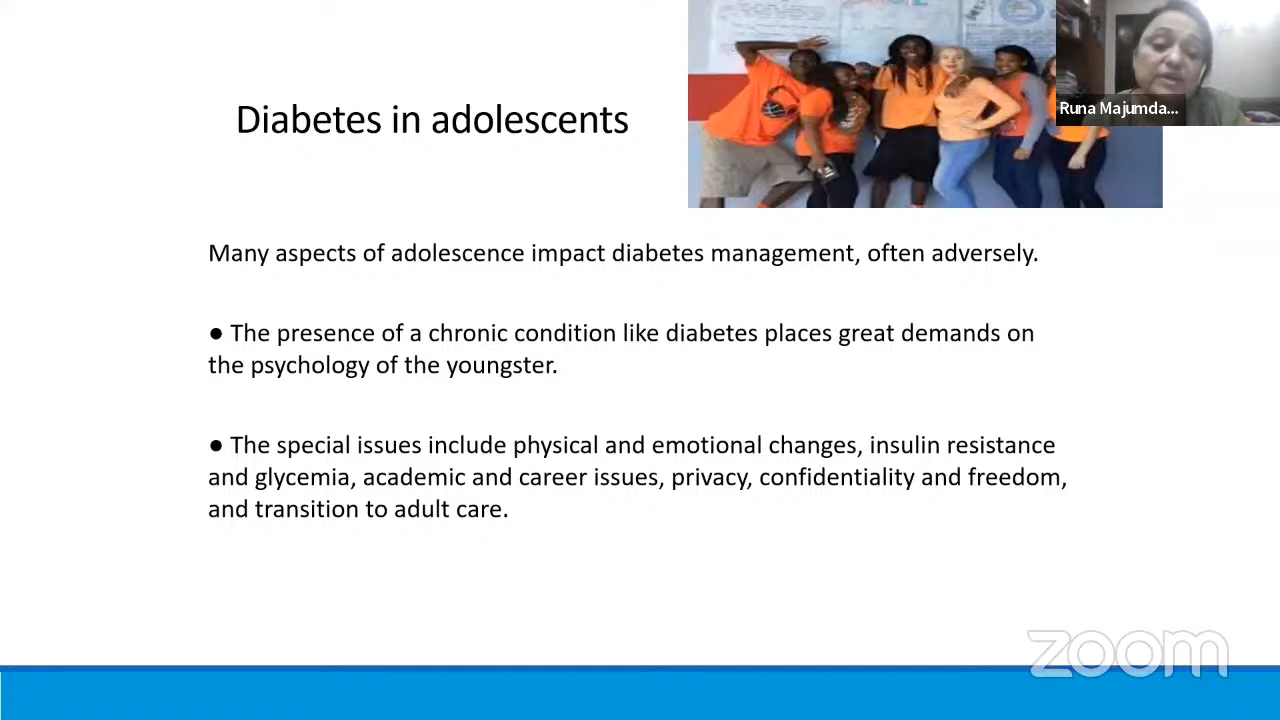 Diabetes in adolescents
Runa Majumda...
Many aspects of adolescence impact diabetes management, often adversely.
● The presence of a chronic condition like diabetes places great demands on
the psychology of the youngster.
● The special issues include physical and emotional changes, insulin resistance
and glycemia, academic and career issues, privacy, confidentiality and freedom,
and transition to adult care.
zoom